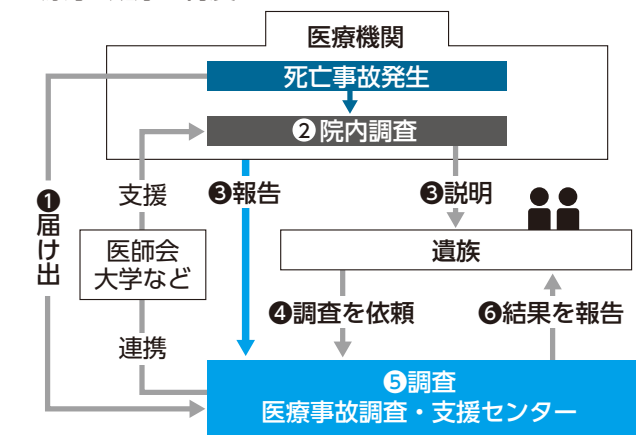 医療機関
死亡事故発生
❷院内調査
❶届け出
支援
❸報告
❸説明
医師会
大学など
遺族
❹調査を依頼
❻結果を報告
連携
❺調査
医療事故調査・支援センター